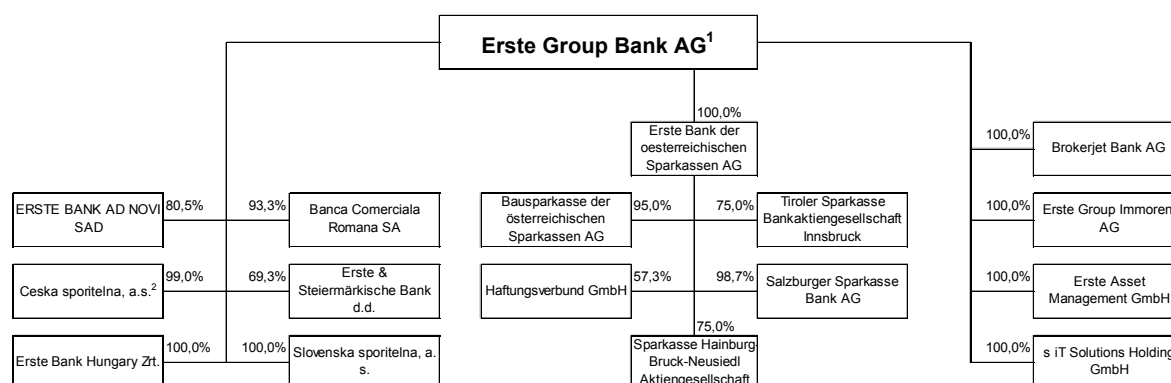 Erste Group Bank AG1
100,0%
Erste Bank der
oesterreichischen
Sparkassen AG
100,0%
Brokerjet Bank AG
ERSTE BANK AD NOVI
SAD
80,5%
93,3%
Banca Comerciala
Romana SA
Bausparkasse der
österreichischen
Sparkassen AG
95,0%
75,0%
Tiroler Sparkasse
Bankaktiengesellschaft
Innsbruck
100,0%
Erste Group Immorent
AG
Ceska sporitelna, a.s.2
99,0%
69,3%
Erste &
Steiermärkische Bank
d.d.
Haftungsverbund GmbH
57,3%
98,7%
Salzburger Sparkasse
Bank AG
100,0%
Erste Asset
Management GmbH
Erste Bank Hungary Zrt.
100,0%
100,0%
Slovenska sporitelna, a.
s.
75,0%
Sparkasse Hainburg-
Bruck-Neusiedl
Aktiengesellschaft
100,0%
s iT Solutions Holding
GmbH